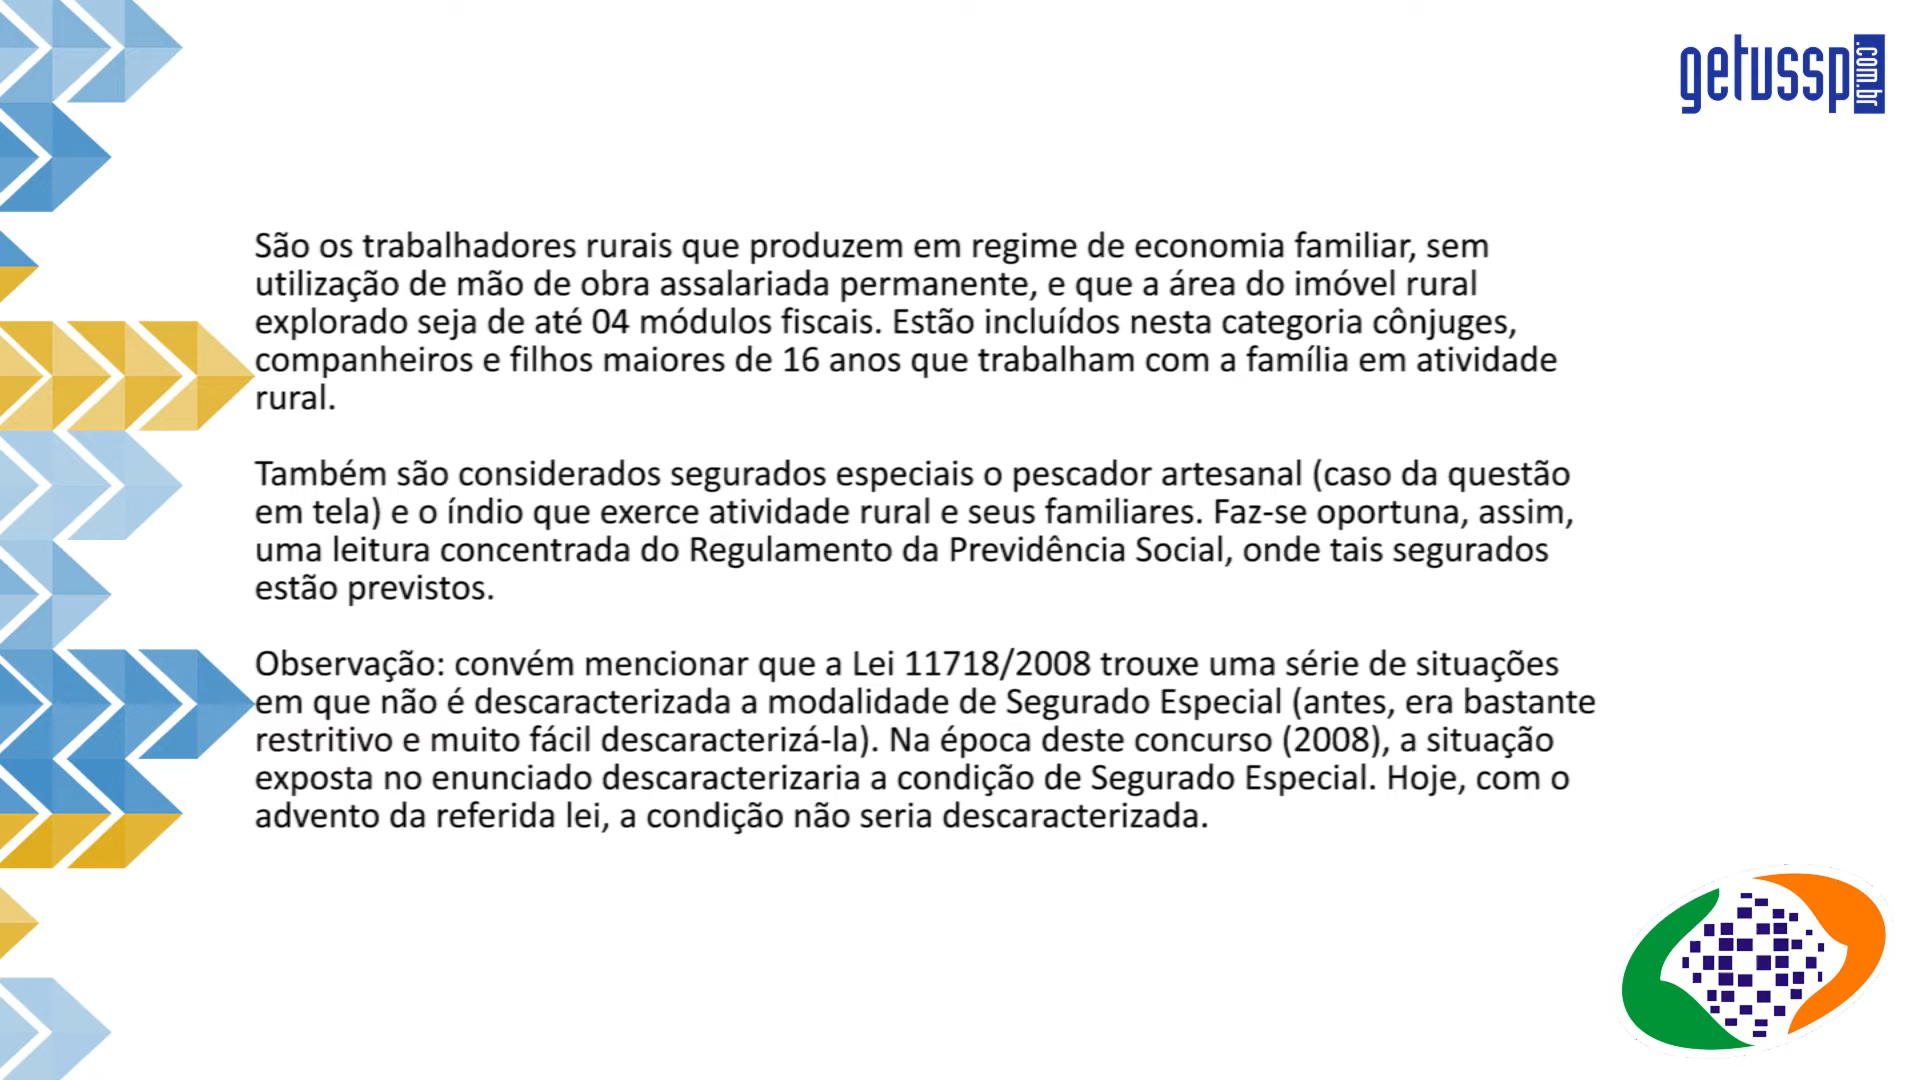 getussp.com.br
São os trabalhadores rurais que produzem em regime de economia familiar, sem
utilização de mão de obra assalariada permanente, e que a área do imóvel rural
explorado seja de até 04 módulos fiscais. Estão incluídos nesta categoria cônjuges,
companheiros e filhos maiores de 16 anos que trabalham com a família em atividade
rural.
Também são considerados segurados especiais o pescador artesanal (caso da questão
em tela) e o índio que exerce atividade rural e seus familiares. Faz-se oportuna, assim,
uma leitura concentrada do Regulamento da Previdência Social, onde tais segurados
estão previstos.
Observação: convém mencionar que a Lei 11718/2008 trouxe uma série de situações
em que não é descaracterizada a modalidade de Segurado Especial (antes, era bastante
restritivo e muito fácil descaracterizá-la). Na época deste concurso (2008), a situação
exposta no enunciado descaracterizaria a condição de Segurado Especial. Hoje, com o
advento da referida lei, a condição não seria descaracterizada.